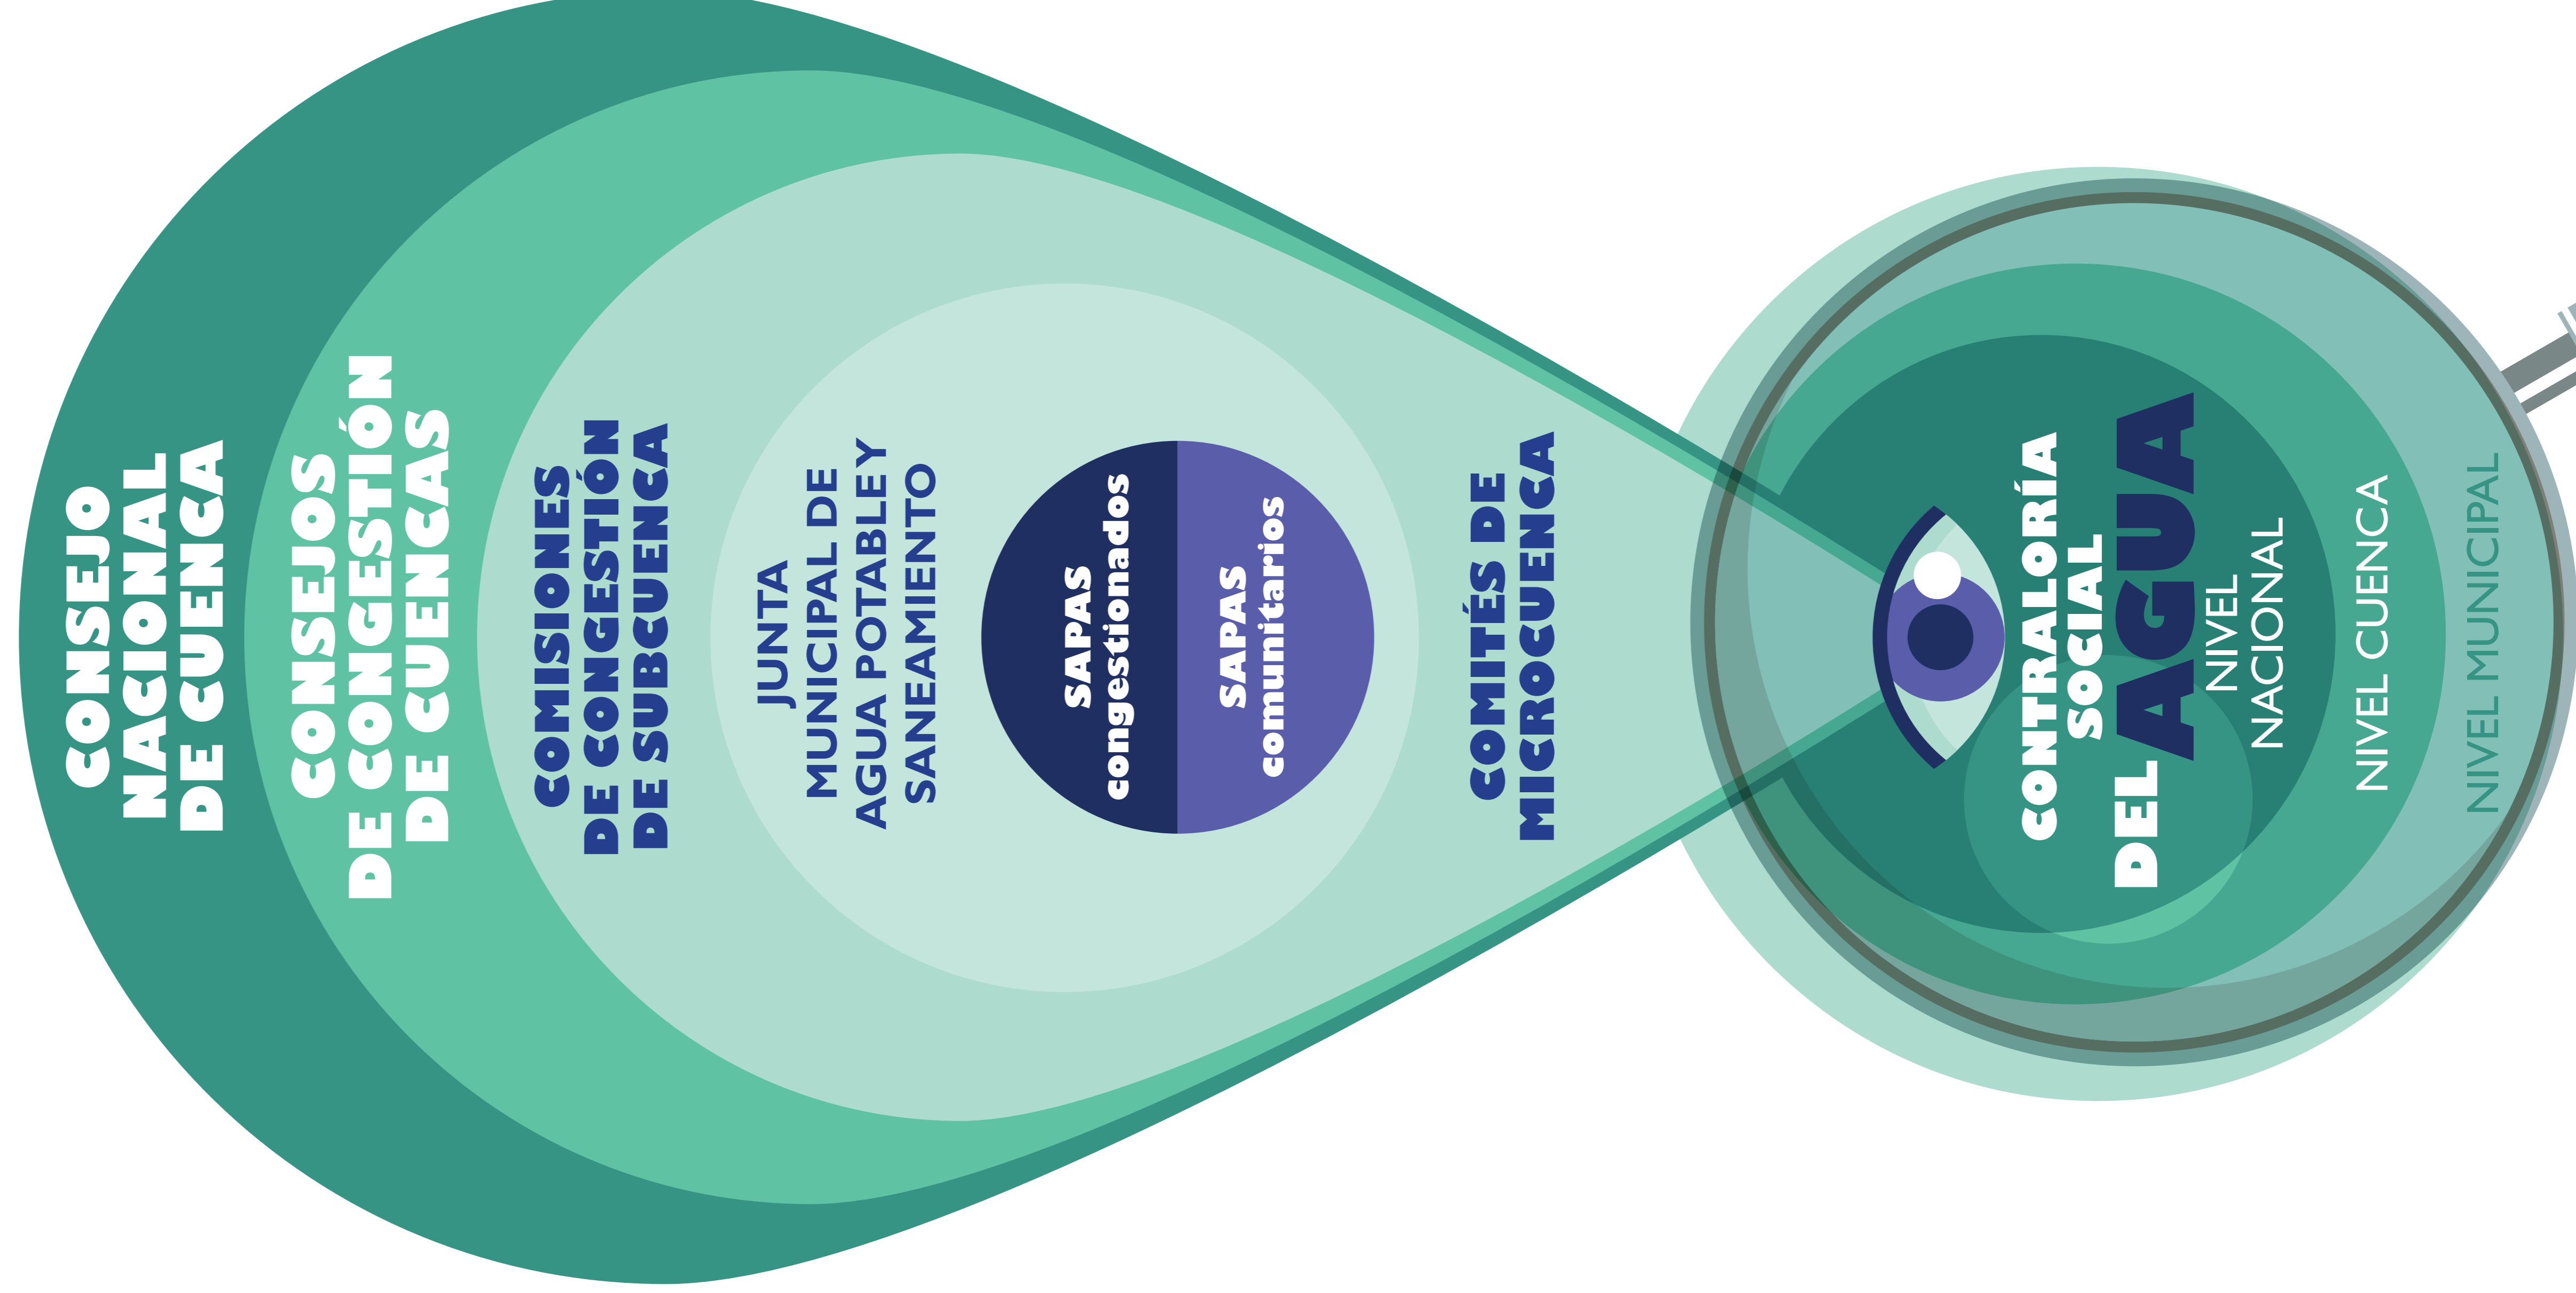 CONSEJO
NACIONAL
DE CUENCA
CONSEJOS
DE CONGESTIÓN
DE CUENCAS
COMISIONES
DE CONGESTIÓN
DE SUBCUENCA
JUNTA
MUNICIPAL DE
AGUA POTABLE Y
SANEAMIENTO
SAPAS
congestionados
SAPAS
comunitarios
COMITÉS DE
MICROCUENCA
CONTRALORÍA
SOCIAL
DEL AGUA
NIVEL
NACIONAL
NIVEL CUENCA
NIVEL MUNICIPAL